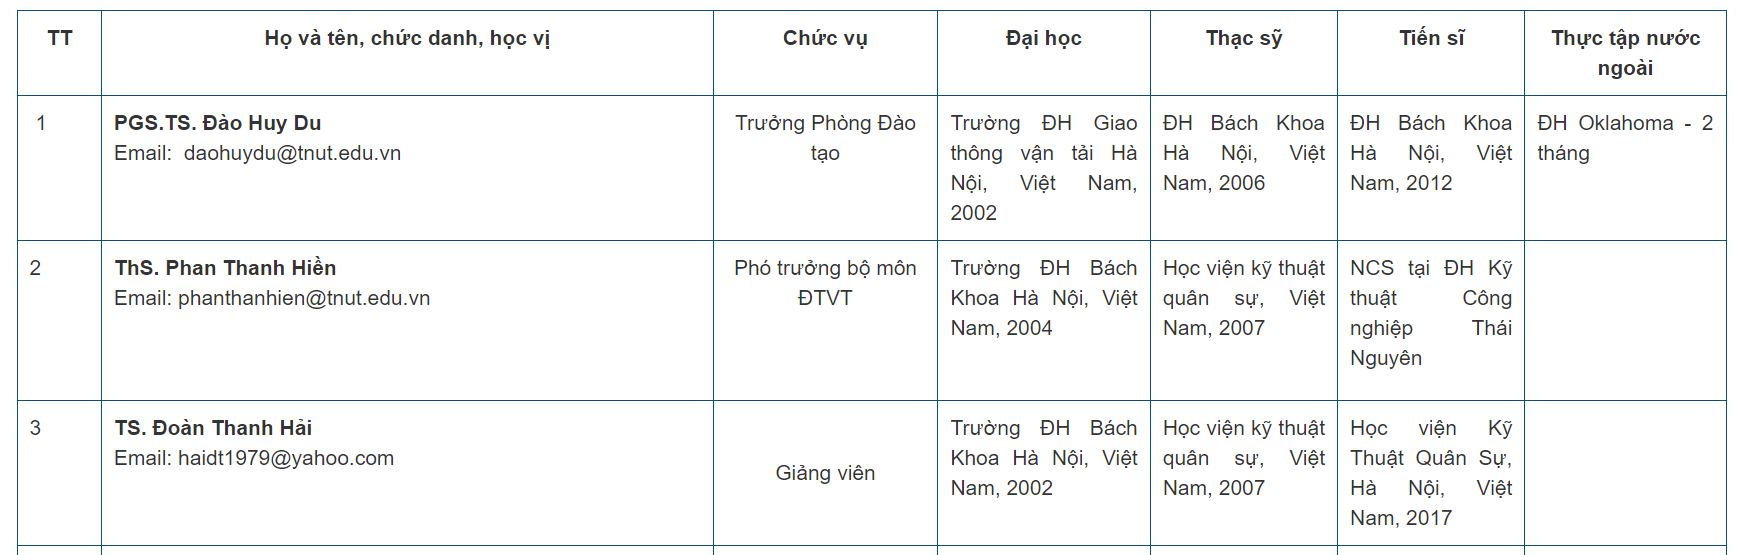 TT
Họ và tên, chức danh, học vị
Chức vụ
Đại học
Thạc sỹ
Tiến sĩ
Thực tập nước
ngoài
1
PGS.TS. Đào Huy Du
Email: daohuydu@tnut.edu.vn
Trưởng Phòng Đào
tạo
Trường ĐH Giao
thông vận tải Hà
Nội, Việt Nam,
2002
ĐH Bách Khoa
Hà Nội, Việt
Nam, 2006
ĐH Bách Khoa
Hà Nội, Việt
Nam, 2012
ĐH Oklahoma - 2
tháng
2
ThS. Phan Thanh Hiền
Email: phanthanhien@tnut.edu.vn
Phó trưởng bộ môn
ĐTVT
Trường ĐH Bách
Khoa Hà Nội, Việt
Nam, 2004
Học viện kỹ thuật
quân sự, Việt
Nam, 2007
NCS tại ĐH Kỹ
thuật Công
nghiệp Thái
Nguyên
3
TS. Đoàn Thanh Hải
Email: haidt1979@yahoo.com
Giảng viên
Trường ĐH Bách
Khoa Hà Nội, Việt
Nam, 2002
Học viện kỹ thuật
quân sự, Việt
Nam, 2007
Học viện Kỹ
Thuật Quân Sự,
Hà Nội, Việt
Nam, 2017